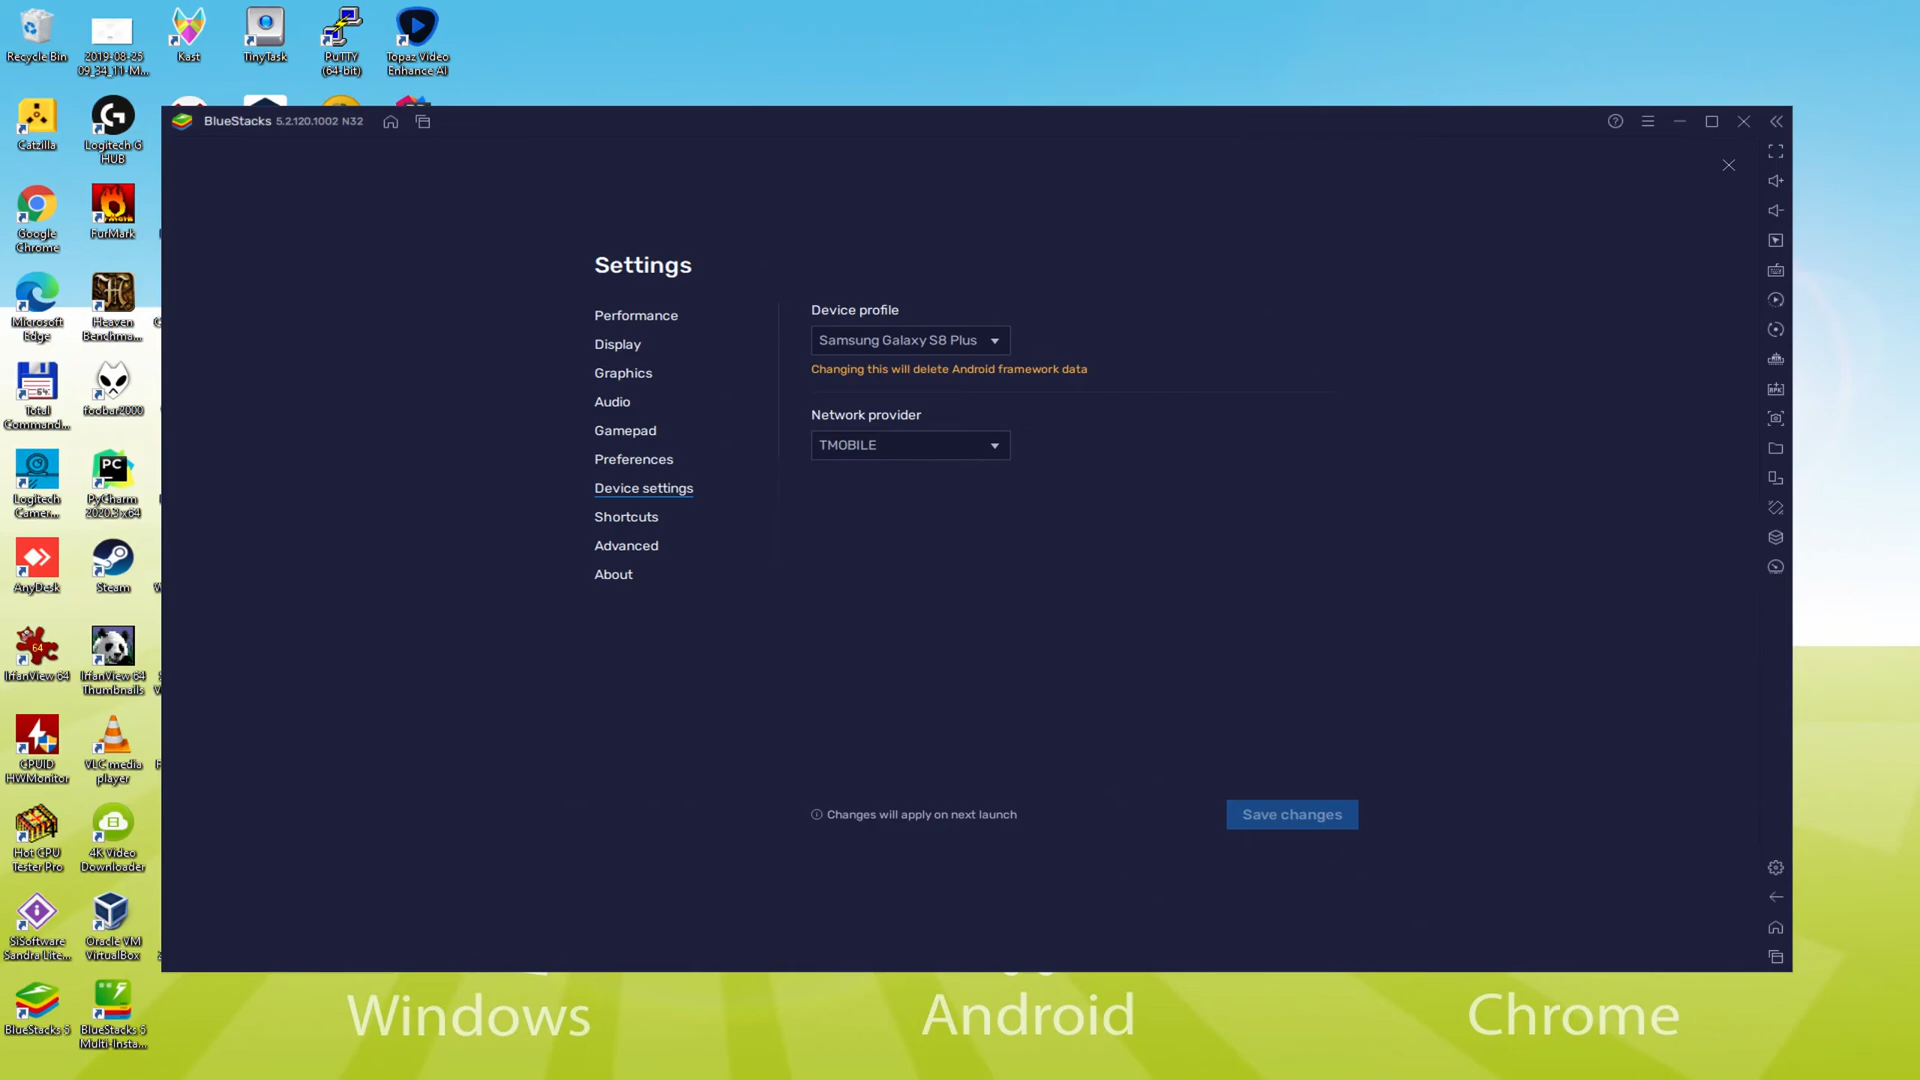 Recycle Bin
2019-08-25
09_34_11-M...
Kast
TinyTask
PuTTY
(64-bit)
Topaz Video
Enhance AI
Catzilla
Logitech G
HUB
Google
Chrome
FurMark
Microsoft
Edge
Heaven
Benchma...
Total
Command...
foobar2000
Logitech
Camer...
PyCharm
2020.3 x64
AnyDesk
Steam
IrfanView 64
IrfanView 64
Thumbnails
CPUID
HWMonitor
VLC media
player
Hot CPU
Tester Pro
4K Video
Downloader
SiSoftware
Sandra Lite...
Oracle VM
VirtualBox
BlueStacks 5
BlueStacks 5
Multi-Insta...
BlueStacks 5.2.120.1002 N32
Settings
Performance
Display
Graphics
Audio
Gamepad
Preferences
Device settings
Shortcuts
Advanced
About
Device profile
Samsung Galaxy S8 Plus
Changing this will delete Android framework data
Network provider
TMOBILE
Changes will apply on next launch
Save changes
Windows
Android
Chrome